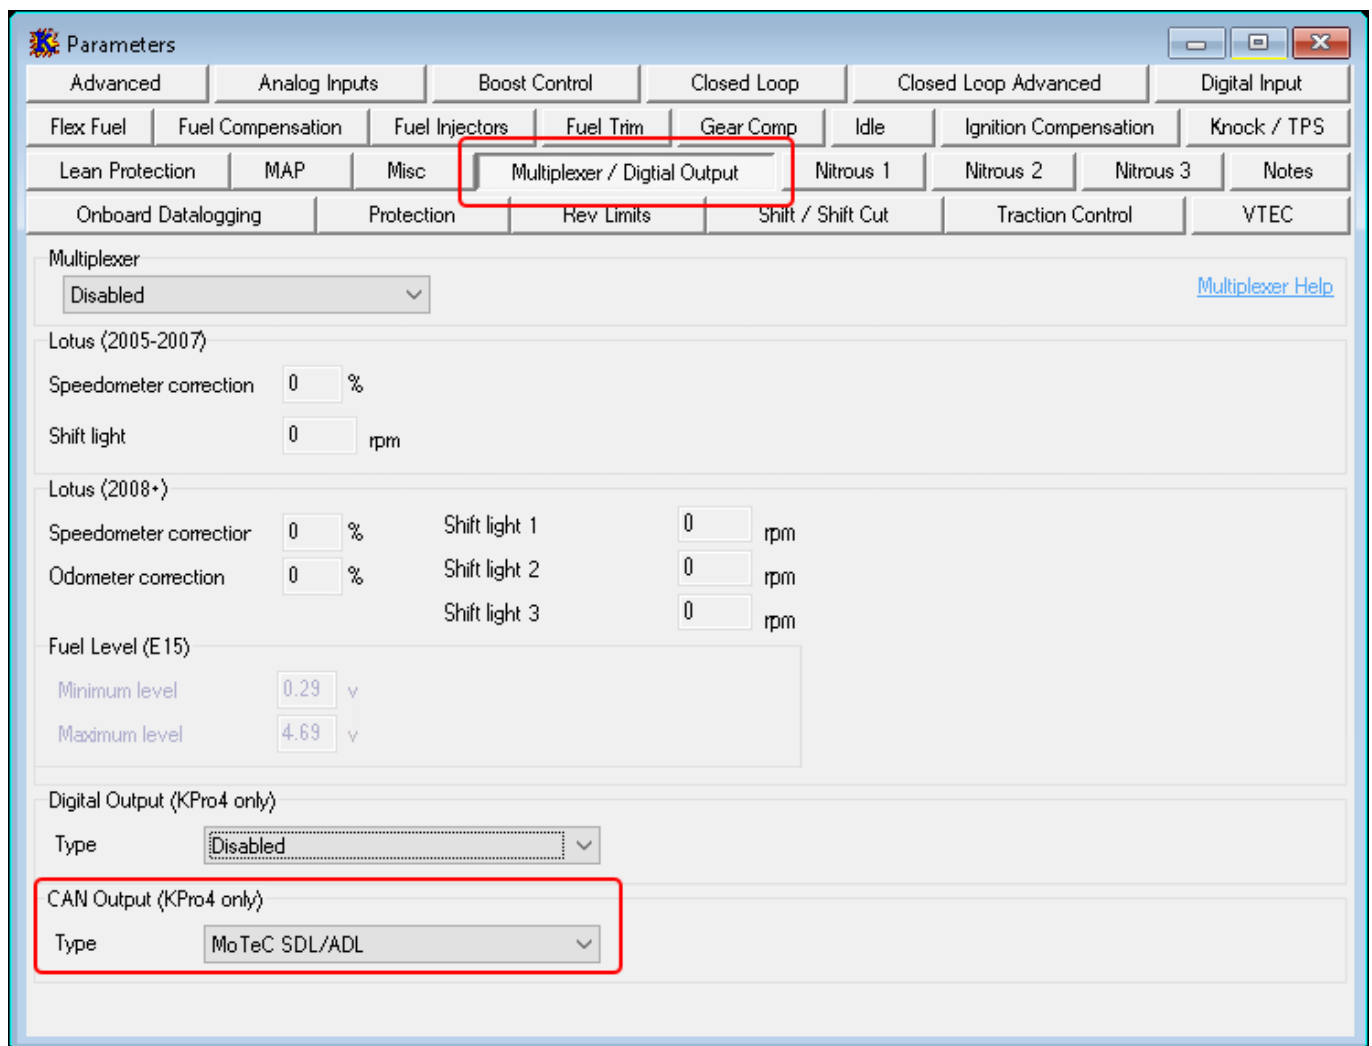 Parameters
Advanced Analog Inputs Boost Control Closed Loop Closed Loop Advanced Digital Input
Flex Fuel Fuel Compensation Fuel Injectors Fuel Trim Gear Comp Idle Ignition Compensation Knock / TPS
Lean Protection MAP Misc Multiplexer / Digtial Output Nitrous 1 Nitrous 2 Nitrous 3 Notes
Onboard Datalogging Protection Rev Limits Shift / Shift Cut Traction Control VTEC
Multiplexer
Disabled Multiplexer Help
Lotus (2005-2007)
Speedometer correction 0 %
Shift light 0 rpm
Lotus (2008+)
Speedometer correction 0 % Shift light 1 0 rpm
Odometer correction 0 % Shift light 2 0 rpm
Shift light 3 0 rpm
Fuel Level (E15)
Minimum level 0.29 v
Maximum level 4.69 v
Digital Output (KPro4 only)
Type Disabled
CAN Output (KPro4 only)
Type MoTeC SDL/ADL